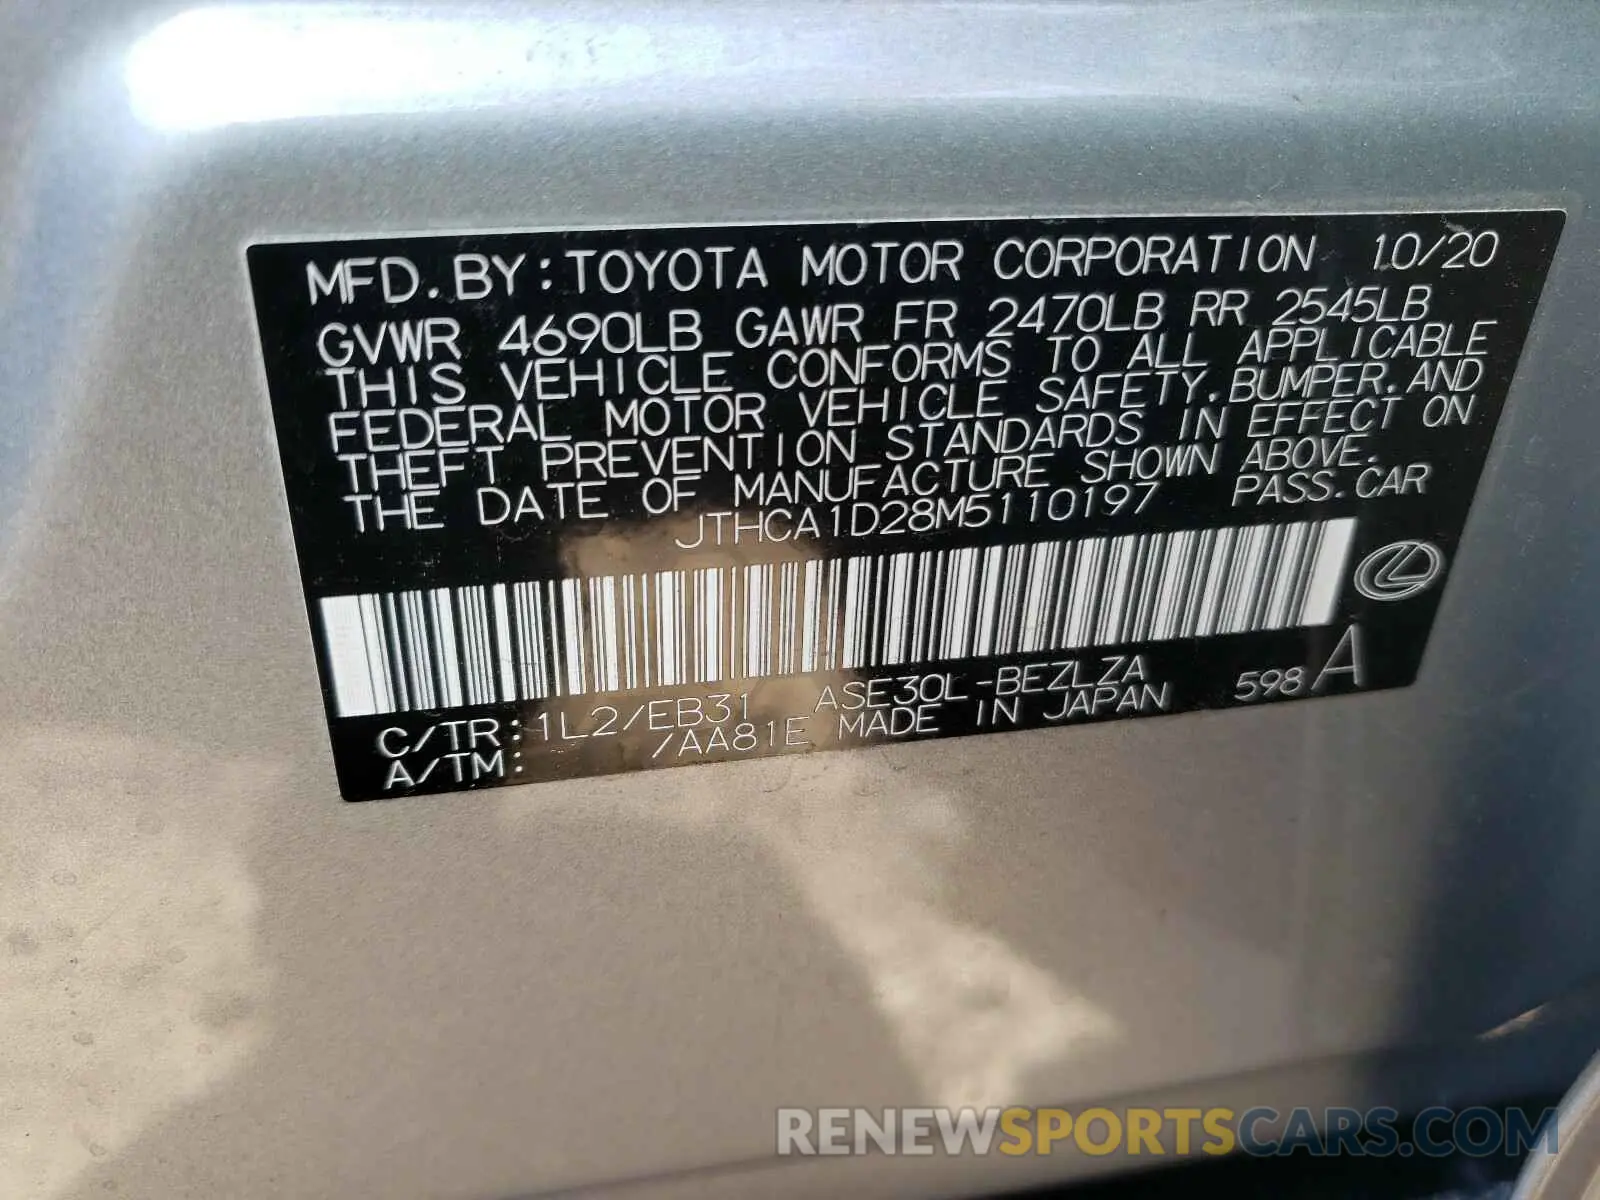 MFD. BY: TOYOTA MOTOR CORPORATION 10/20
GVWR 4690LB GAWR FR 2470LB RR 2545LB
THIS VEHICLE CONFORMS TO ALL APPLICABLE
FEDERAL MOTOR VEHICLE SAFETY, BUMPER, AND
THEFT PREVENTION STANDARDS IN EFFECT ON
THE DATE OF MANUFACTURE SHOWN ABOVE.
JTHCA1D28M5110197 PASS. CAR
C/TR: 1L2/EB31 ASE30L-BEZLZA
A/TM: /AA81E MADE IN JAPAN 598 A
RENEWSPORTSCARS.COM